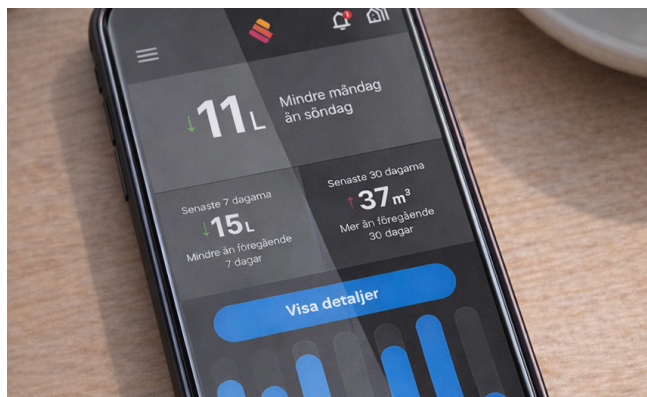 ↓11L
Mindre måndag
än söndag
Senaste 7 dagarna
↓15L
Mindre än föregående
7 dagar
Senaste 30 dagarna
↑37m³
Mer än föregående
30 dagar
Visa detaljer